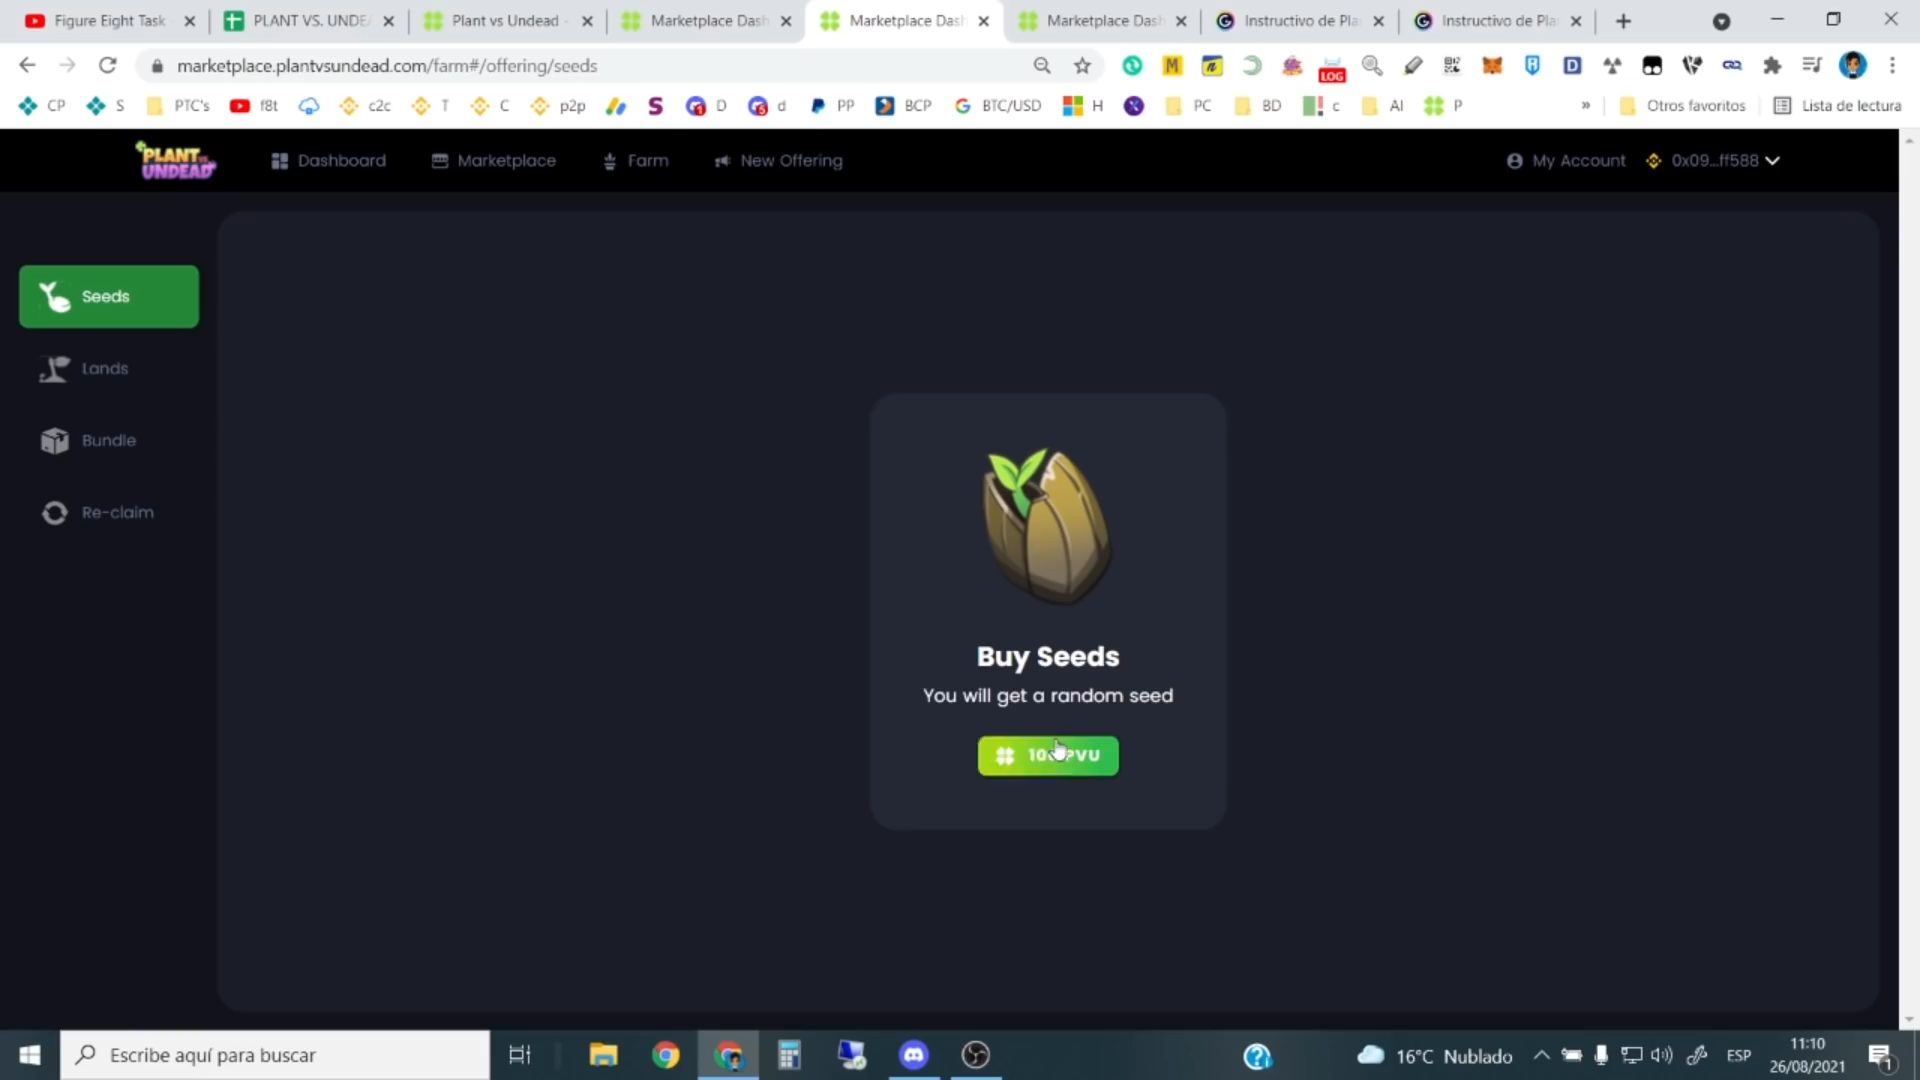 Figure Eight Task
PLANT VS. UNDE
Plant vs Undead -
Marketplace Dash
Marketplace Dash
Marketplace Dash
Instructivo de Pla
Instructivo de Pla
marketplace.plantvsundead.com/farm#/offering/seeds
LOG
CP
S
PTC's
f8t
c2c
T
C
p2p
D
d
PP
BCP
BTC/USD
H
PC
BD
c
AI
P
»
Otros favoritos
Lista de lectura
PLANT VS. UNDEAD
Dashboard
Marketplace
Farm
New Offering
My Account
0x09...ff588
Seeds
Lands
Bundle
Re-claim
Buy Seeds
You will get a random seed
Escribe aquí para buscar
16°C Nublado
ESP
11:10
26/08/2021
1